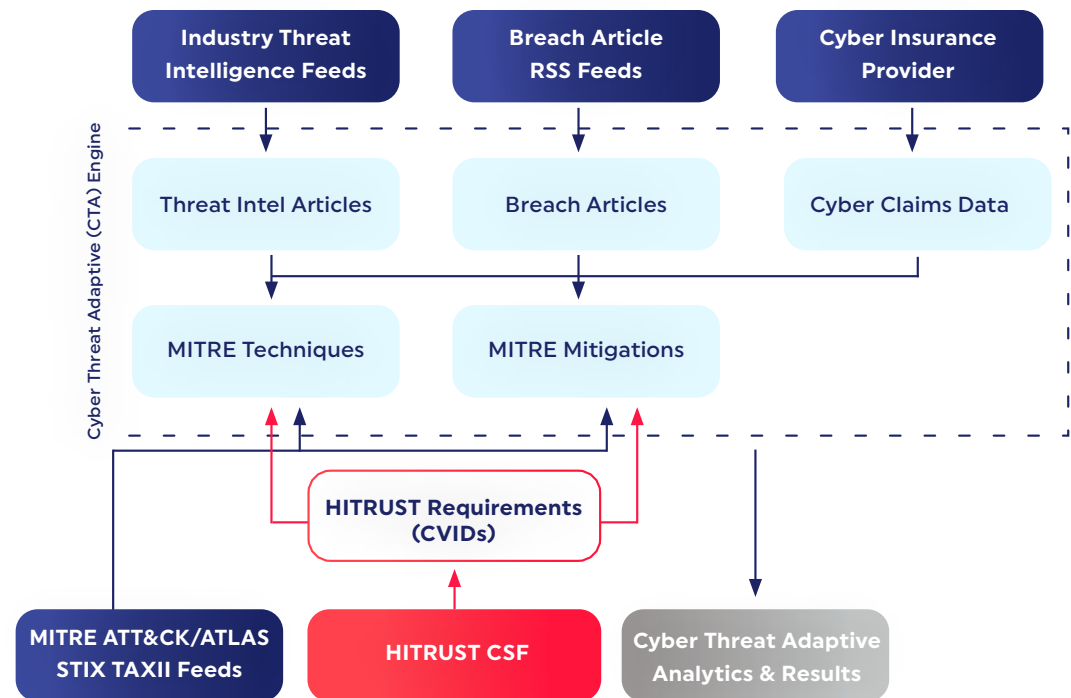 Industry Threat
Intelligence Feeds
Breach Article
RSS Feeds
Cyber Insurance
Provider
Cyber Threat Adaptive (CTA) Engine
Threat Intel Articles
Breach Articles
Cyber Claims Data
MITRE Techniques
MITRE Mitigations
HITRUST Requirements
(CVIDs)
MITRE ATT&CK/ATLAS
STIX TAXII Feeds
HITRUST CSF
Cyber Threat Adaptive
Analytics & Results